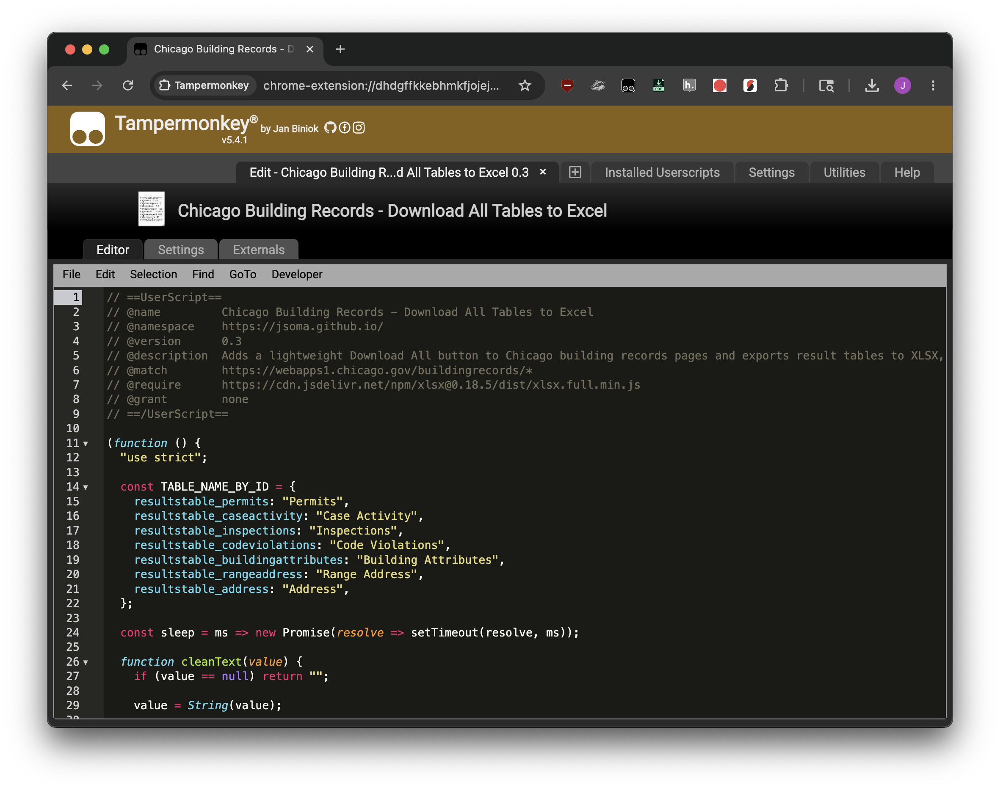 Chicago Building Records - D
Tampermonkey chrome-extension://dhdgffkkebhmkfjojej...
PDF
h.
J
Tampermonkey® by Jan Biniok
v5.4.1
Edit - Chicago Building R...d All Tables to Excel 0.3 × Installed Userscripts Settings Utilities Help
Chicago Building Records - Download All Tables to Excel
Editor Settings Externals
File Edit Selection Find GoTo Developer
1 // ==UserScript==
2 // @name         Chicago Building Records – Download All Tables to Excel
3 // @namespace    https://jsoma.github.io/
4 // @version      0.3
5 // @description  Adds a lightweight Download All button to Chicago building records pages and exports result tables to XLSX,
6 // @match        https://webapps1.chicago.gov/buildingrecords/*
7 // @require      https://cdn.jsdelivr.net/npm/xlsx@0.18.5/dist/xlsx.full.min.js
8 // @grant        none
9 // ==/UserScript==
10
11 (function () {
12   "use strict";
13
14   const TABLE_NAME_BY_ID = {
15     resultstable_permits: "Permits",
16     resultstable_caseactivity: "Case Activity",
17     resultstable_inspections: "Inspections",
18     resultstable_codeviolations: "Code Violations",
19     resultstable_buildingattributes: "Building Attributes",
20     resultstable_rangeaddress: "Range Address",
21     resultstable_address: "Address",
22   };
23
24   const sleep = ms => new Promise(resolve => setTimeout(resolve, ms));
25
26   function cleanText(value) {
27     if (value == null) return "";
28
29     value = String(value);